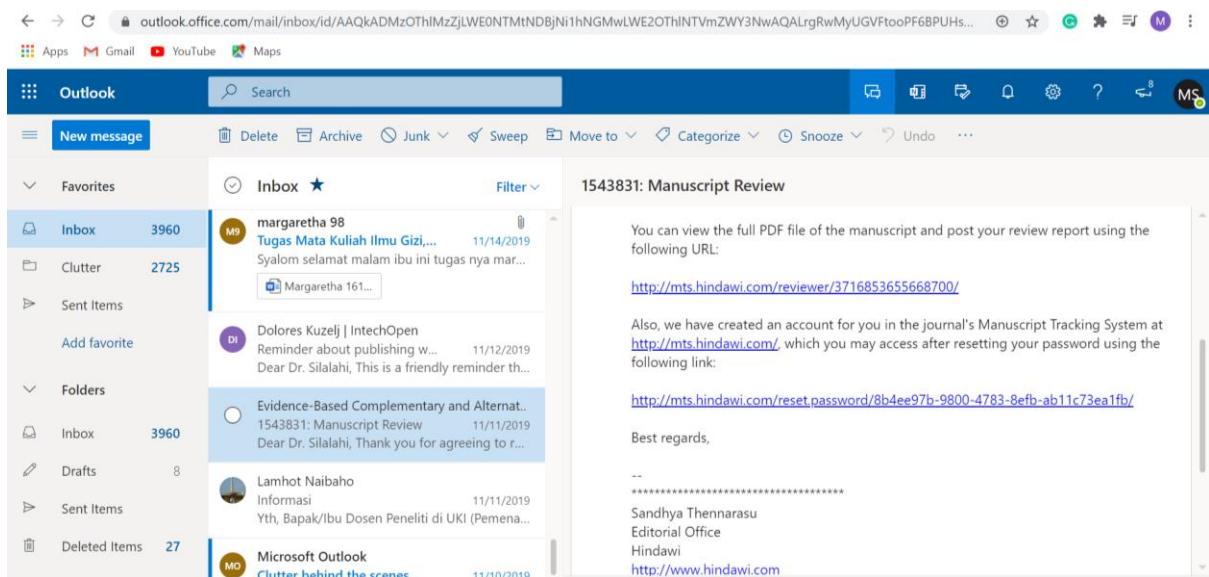 outlook.office.com/mail/inbox/id/AAQkADMzOThlMzZjLWE0NTMtNDBjNi1hNGMwLWE2OThlNTVmZWY3NwAQALrgRwMyUGVFtooPF6BPUHs...
M
Apps Gmail YouTube Maps
Outlook
Search
8
MS
New message
Delete Archive Junk Sweep Move to Categorize Snooze Undo ...
Favorites
Inbox 3960
Clutter 2725
Sent Items
Add favorite
Folders
Inbox 3960
Drafts 8
Sent Items
Deleted Items 27
Inbox ★ Filter
M9
margaretha 98
Tugas Mata Kuliah Ilmu Gizi,... 11/14/2019
Syalom selamat malam ibu ini tugas nya mar...
Margaretha 161...
DI
Dolores Kuzelj | IntechOpen
Reminder about publishing w... 11/12/2019
Dear Dr. Silalahi, This is a friendly reminder th...
Evidence-Based Complementary and Alternat..
1543831: Manuscript Review 11/11/2019
Dear Dr. Silalahi, Thank you for agreeing to r...
Lamhot Naibaho
Informasi 11/11/2019
Yth, Bapak/Ibu Dosen Peneliti di UKI (Pemena...
MO
Microsoft Outlook
Clutter behind the scenes 11/10/2019
1543831: Manuscript Review
You can view the full PDF file of the manuscript and post your review report using the
following URL:
http://mts.hindawi.com/reviewer/3716853655668700/
Also, we have created an account for you in the journal's Manuscript Tracking System at
http://mts.hindawi.com/, which you may access after resetting your password using the
following link:
http://mts.hindawi.com/reset.password/8b4ee97b-9800-4783-8efb-ab11c73ea1fb/
Best regards,
--
*************************************
Sandhya Thennarasu
Editorial Office
Hindawi
http://www.hindawi.com